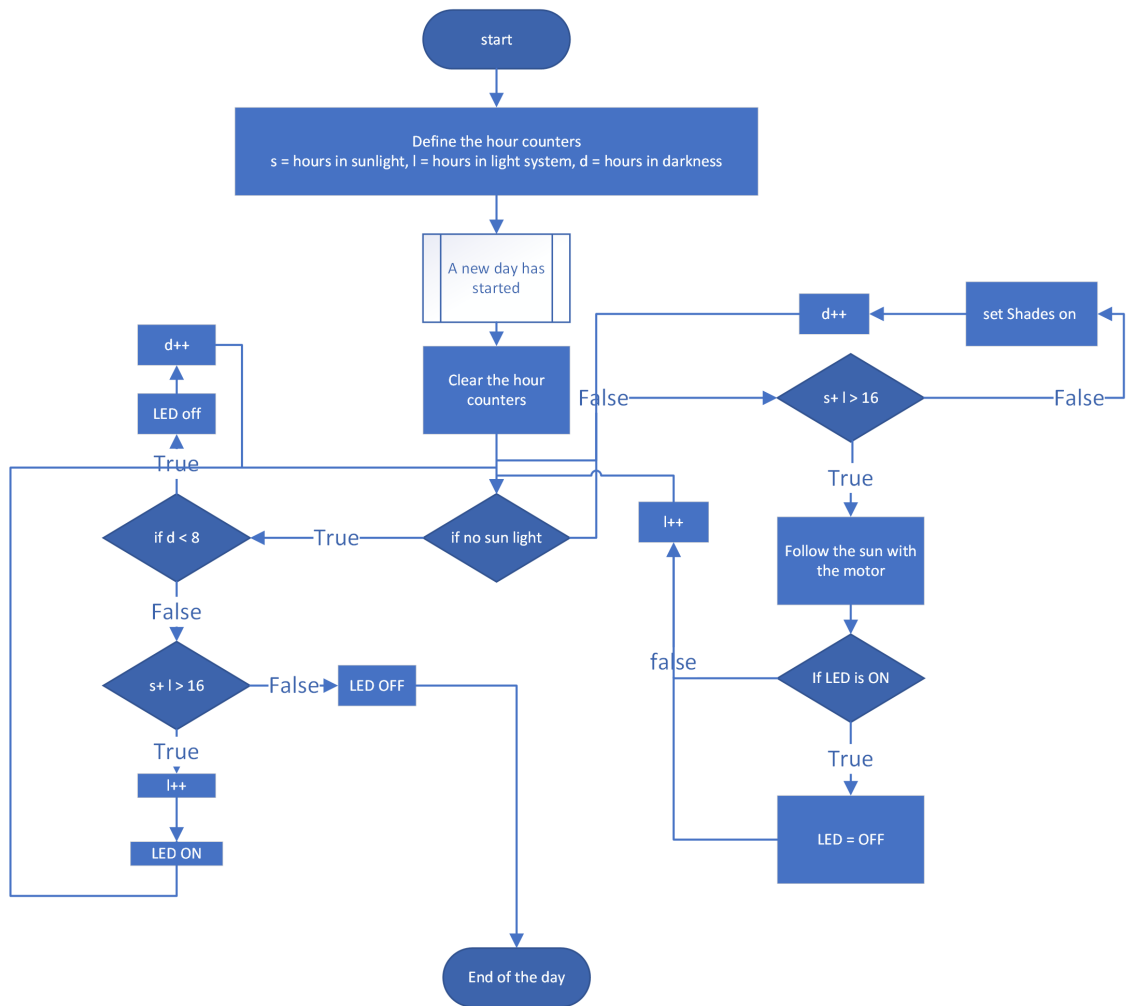 start
Define the hour counters
s = hours in sunlight, l = hours in light system, d = hours in darkness
A new day has
started
d++
set Shades on
d++
Clear the hour
counters
False
s+ l > 16
False
LED off
True
True
l++
if d < 8
True
if no sun light
Follow the sun with
the motor
False
false
s+ l > 16
False
LED OFF
If LED is ON
True
True
l++
LED = OFF
LED ON
End of the day